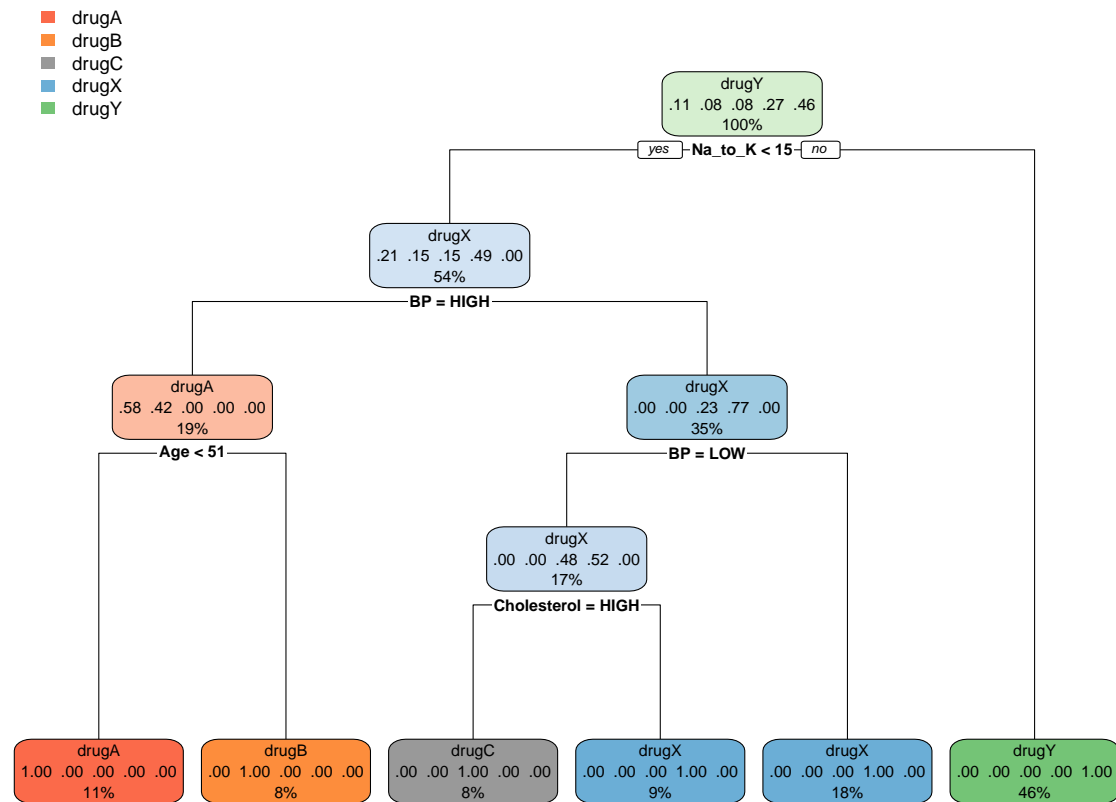 drugA
drugB
drugC
drugX
drugY
drugY
.11 .08 .08 .27 .46
100%
yes Na_to_K < 15 no
drugX
.21 .15 .15 .49 .00
54%
BP = HIGH
drugA
.58 .42 .00 .00 .00
19%
Age < 51
drugX
.00 .00 .23 .77 .00
35%
BP = LOW
drugX
.00 .00 .48 .52 .00
17%
Cholesterol = HIGH
drugA
1.00 .00 .00 .00 .00
11%
drugB
.00 1.00 .00 .00 .00
8%
drugC
.00 .00 1.00 .00 .00
8%
drugX
.00 .00 .00 1.00 .00
9%
drugX
.00 .00 .00 1.00 .00
18%
drugY
.00 .00 .00 .00 1.00
46%